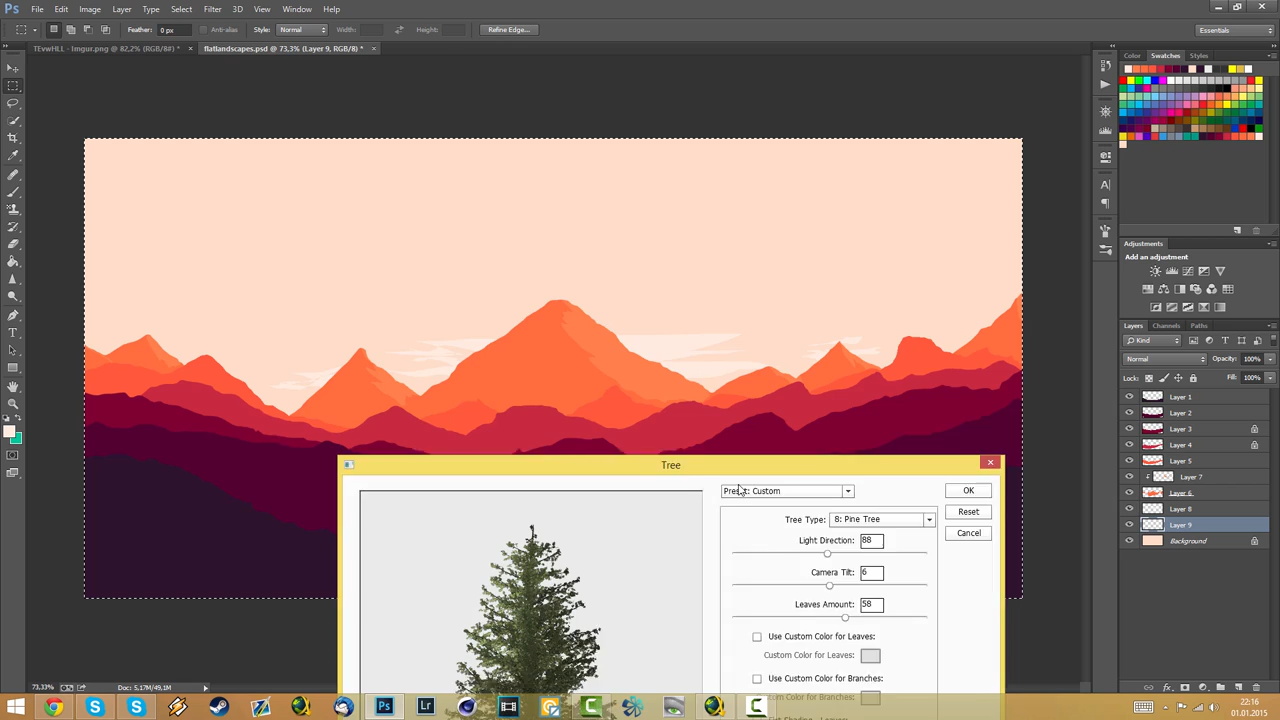 Ps File Edit Image Layer Type Select Filter 3D View Window Help
Feather: 0 px Anti-alias Style: Normal Width: Height: Refine Edge... Essentials
TEvwHLL - Imgur.png @ 82,2% (RGB/8#) * × flatlandscapes.psd @ 73,3% (Layer 9, RGB/8) * ×
Color Swatches Styles
Adjustments
Add an adjustment
Layers Channels Paths
Kind
Normal Opacity: 100%
Lock: Fill: 100%
Layer 1
Layer 2
Layer 3
Layer 4
Layer 5
Layer 7
Layer 6
Layer 8
Layer 9
Background
Tree
Preset: Custom OK
Tree Type: 8: Pine Tree Reset
Light Direction: 88 Cancel
Camera Tilt: 6
Leaves Amount: 58
Use Custom Color for Leaves:
Custom Color for Leaves:
Use Custom Color for Branches:
Custom Color for Branches:
73,33% Doc: 5,17M/49,1M
Ps Lr
22:16
01.01.2015